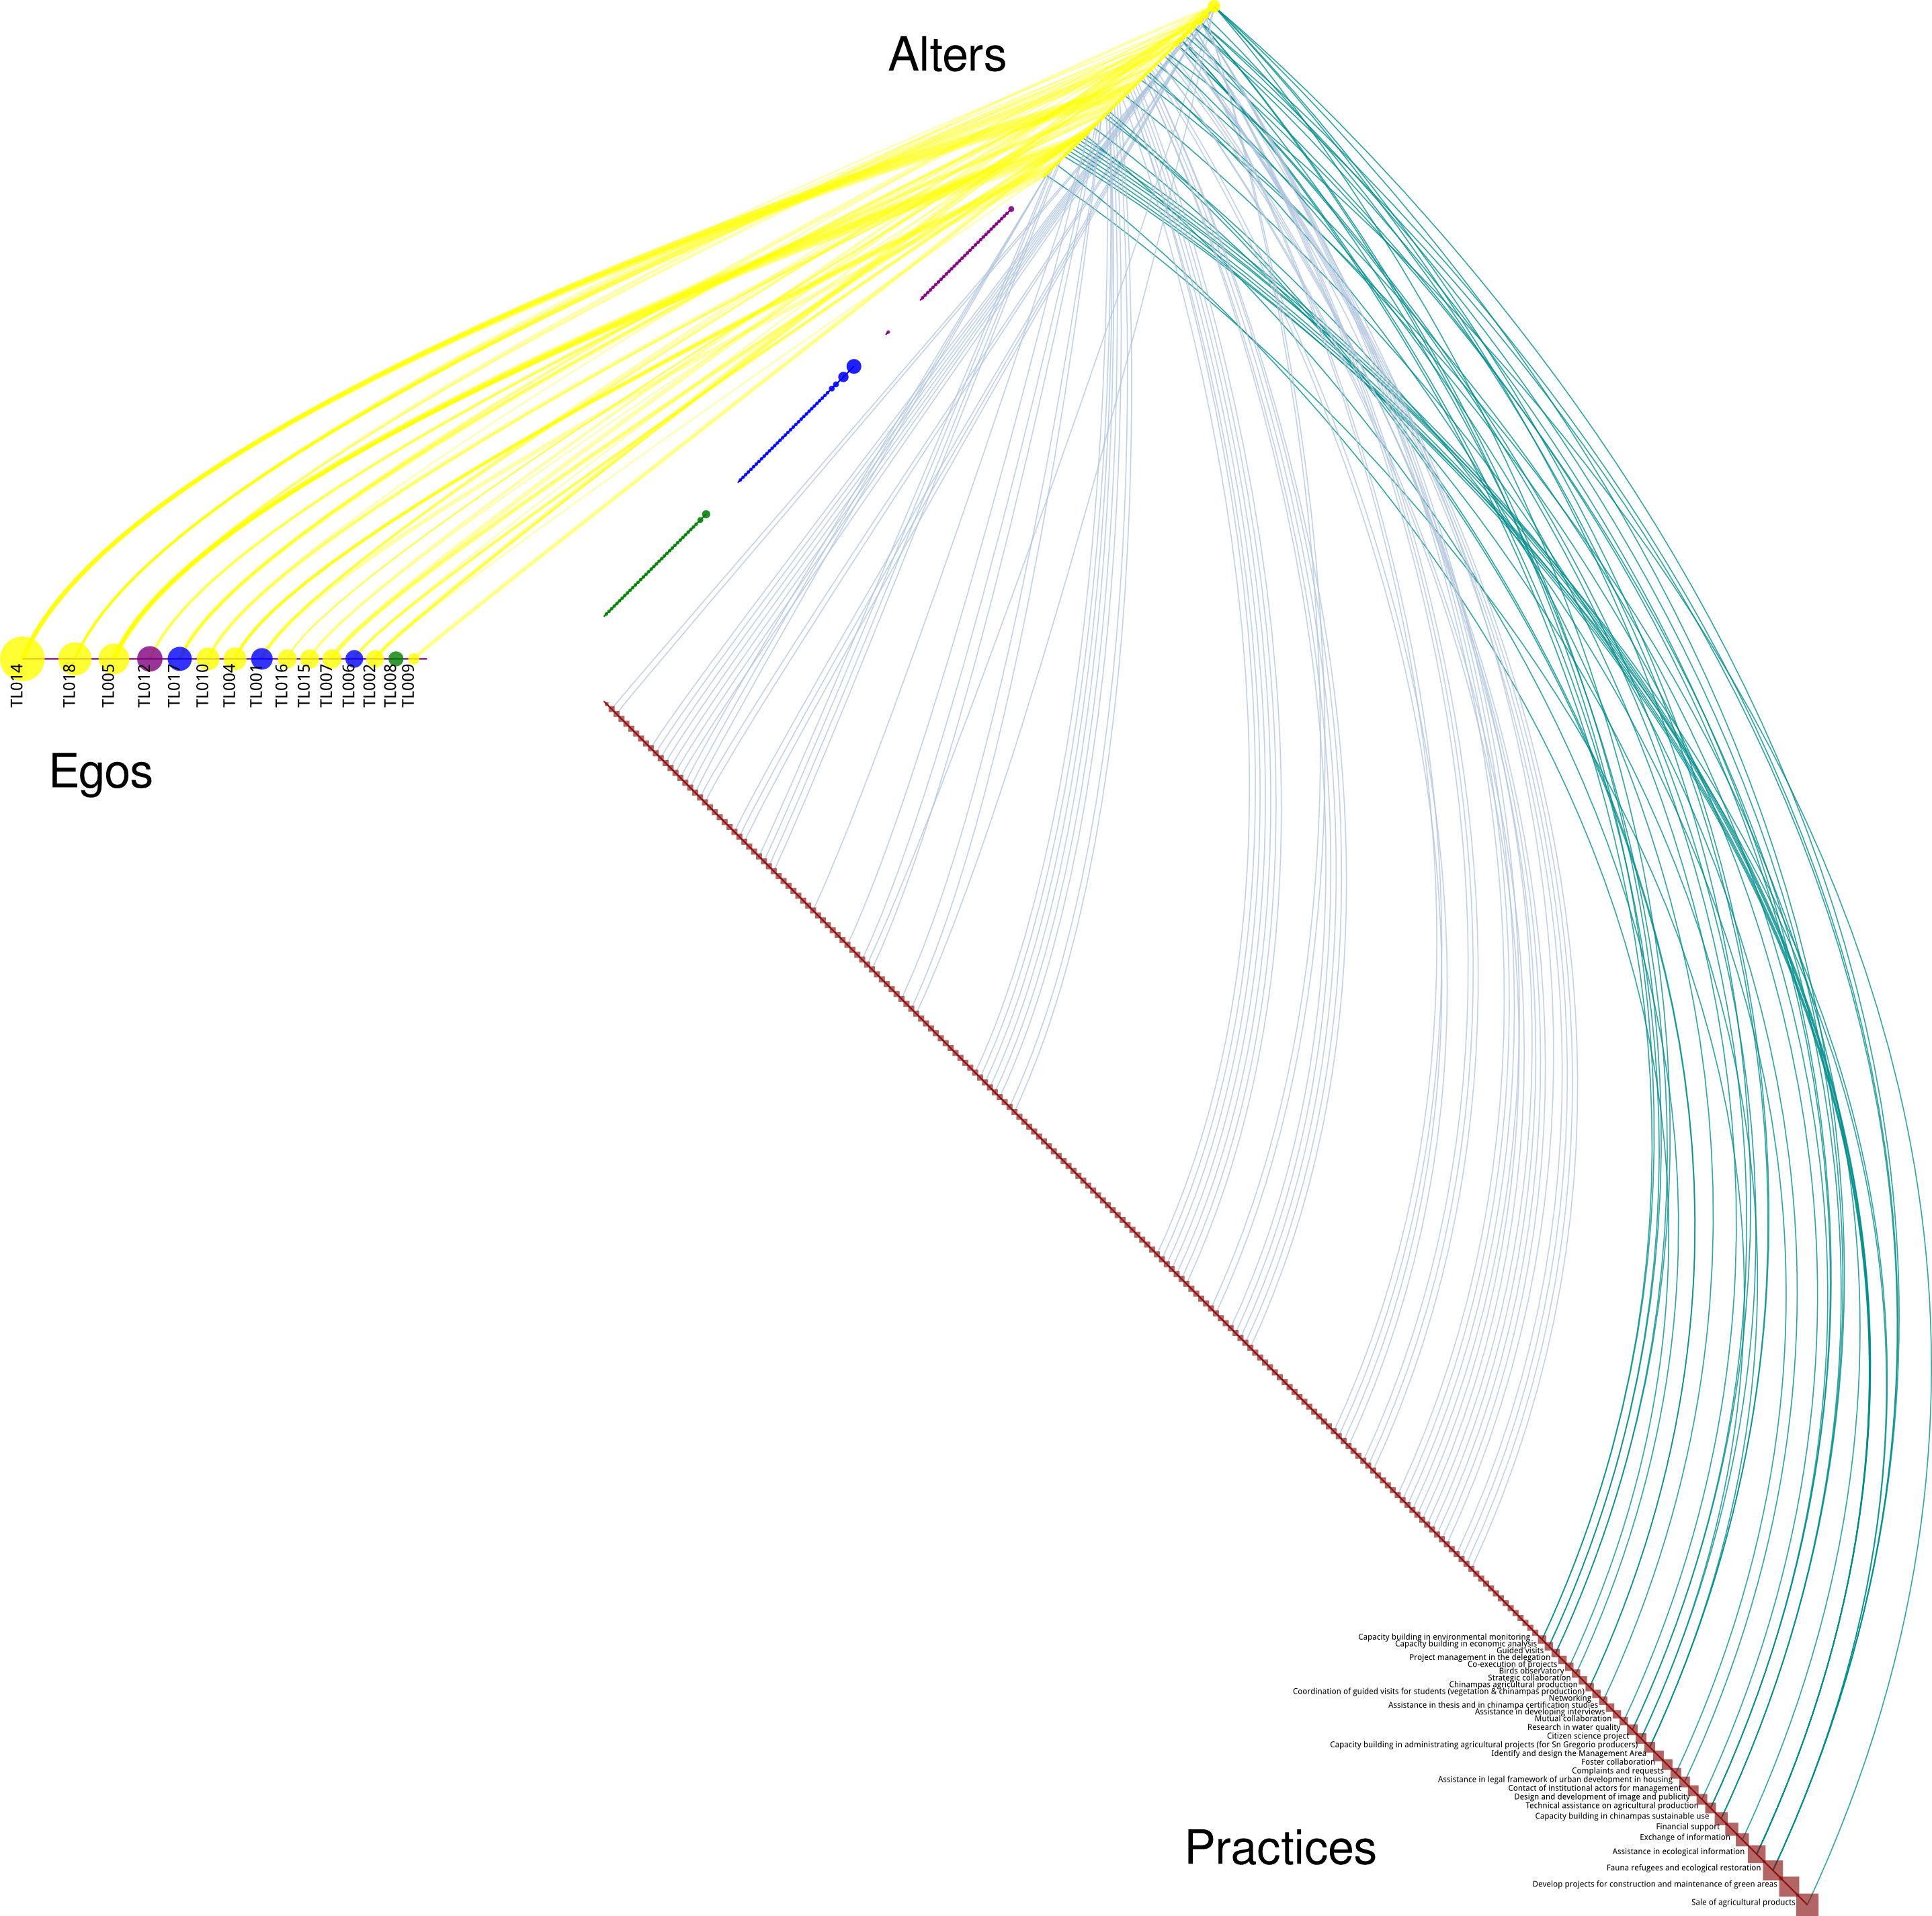 Alters
TL014
TL018
TL005
TL012
TL017
TL010
TL004
TL001
TL016
TL015
TL007
TL006
TL002
TL008
TL009
Egos
Capacity building in environmental monitoring
Capacity building in economic analysis
Guided visits
Project management in the delegation
Co-execution of projects
Birds observatory
Strategic collaboration
Chinampas agricultural production
Coordination of guided visits for students (vegetation & chinampas production)
Networking
Assistance in thesis and in chinampa certification studies
Assistance in developing interviews
Mutual collaboration
Research in water quality
Citizen science project
Capacity building in administrating agricultural projects (for Sn Gregorio producers)
Identify and design the Management Area
Foster collaboration
Complaints and requests
Assistance in legal framework of urban development in housing
Contact of institutional actors for management
Design and development of image and publicity
Technical assistance on agricultural production
Capacity building in chinampas sustainable use
Financial support
Exchange of information
Assistance in ecological information
Fauna refugees and ecological restoration
Develop projects for construction and maintenance of green areas
Sale of agricultural products
Practices